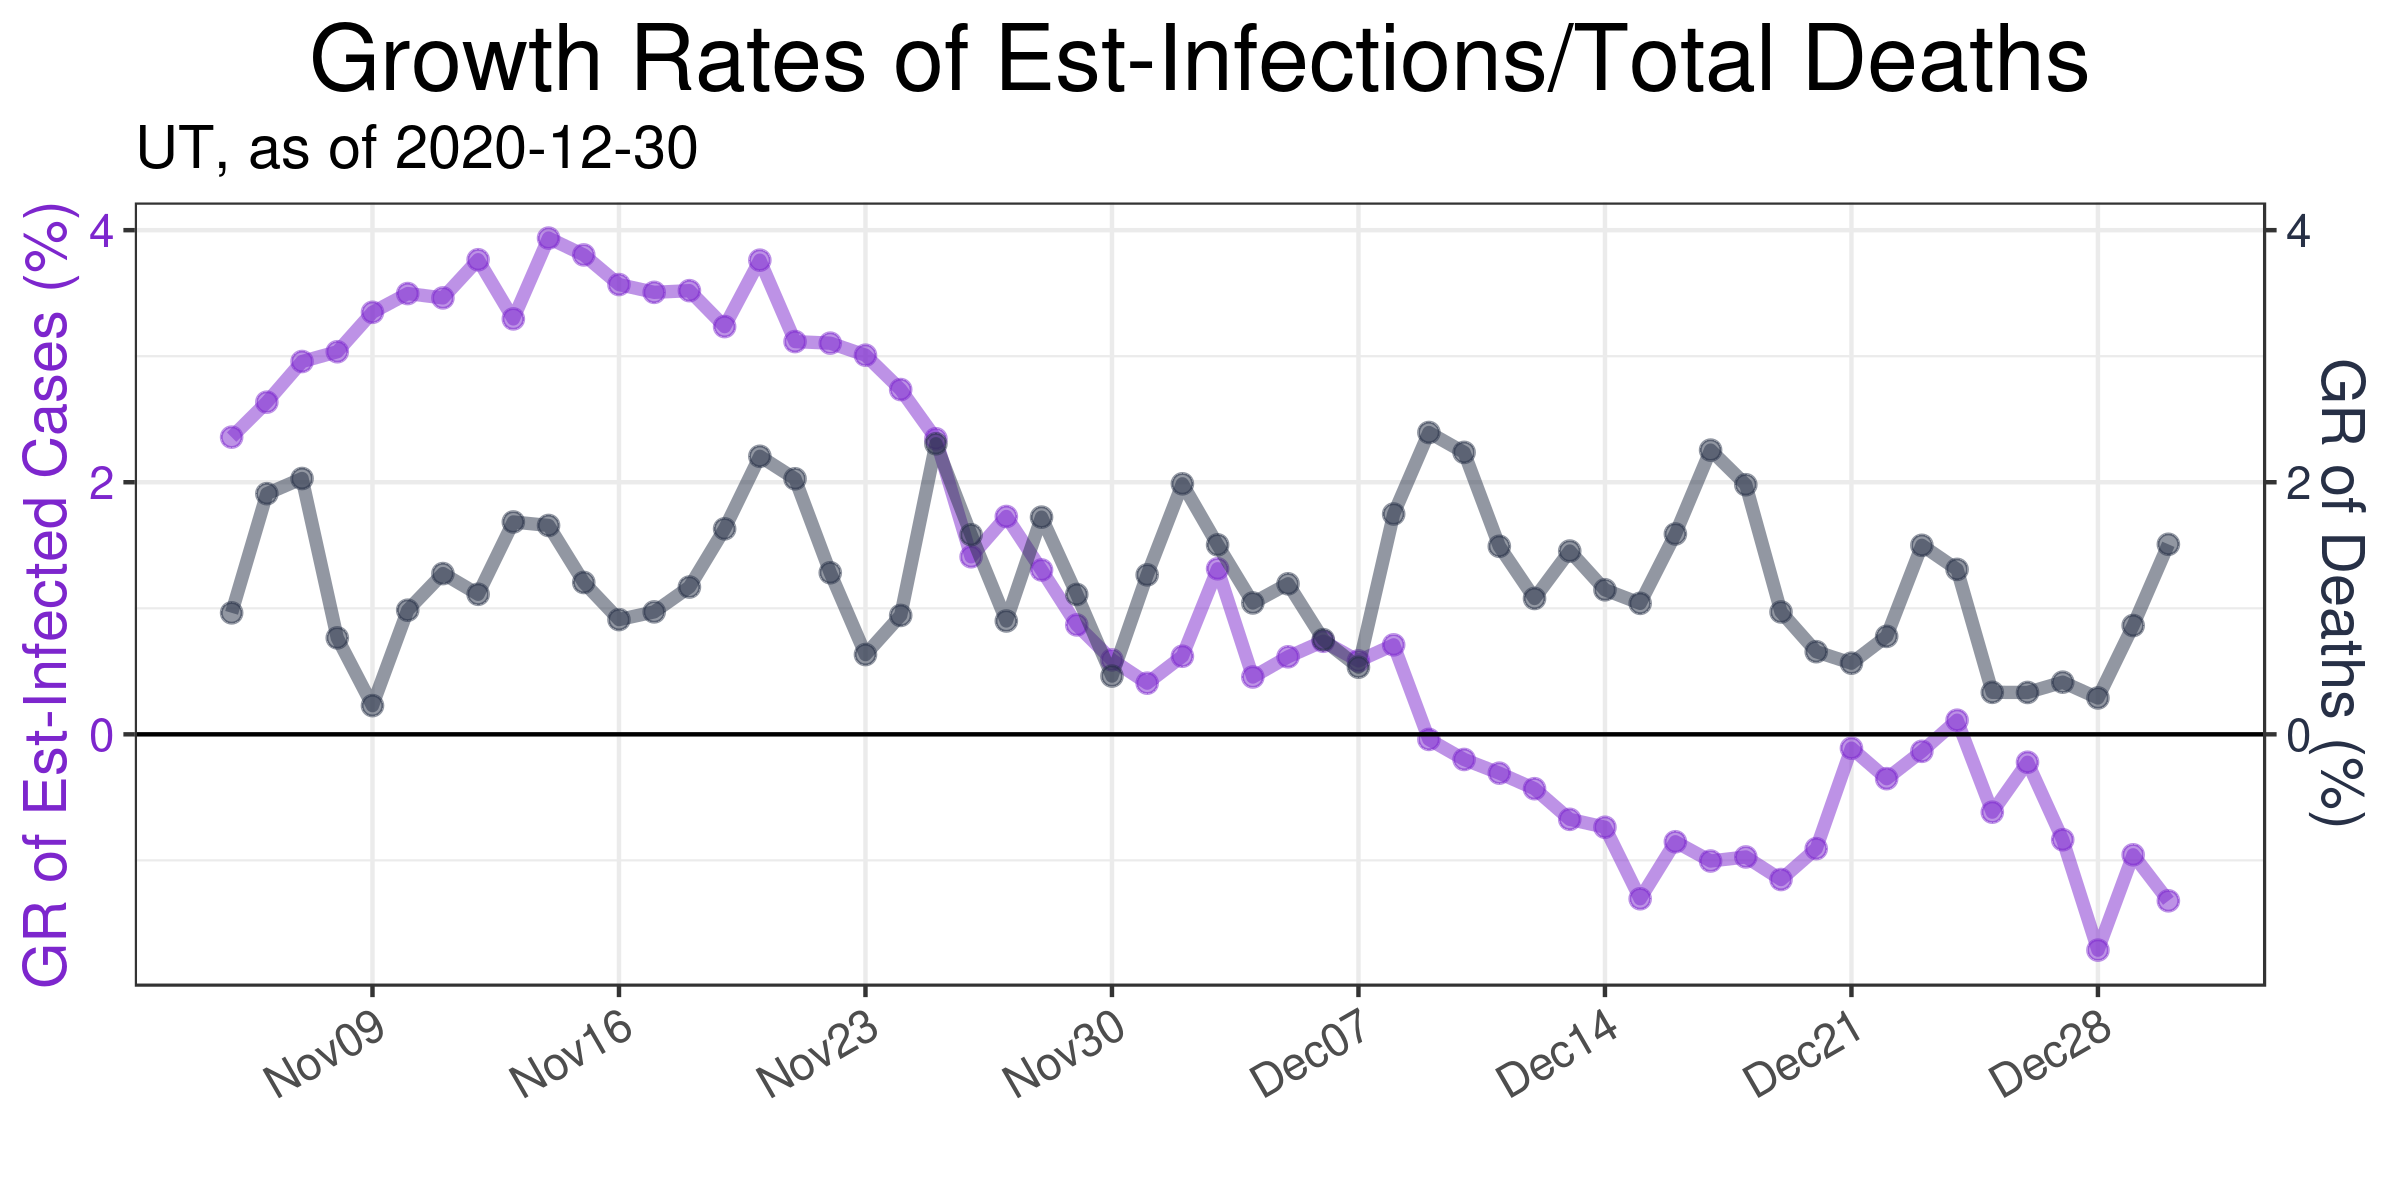 Growth Rates of Est-Infections/Total Deaths
UT, as of 2020-12-30
GR of Est-Infected Cases (%)
4
2
0
4
2
0
GR of Deaths (%)
Nov09
Nov16
Nov23
Nov30
Dec07
Dec14
Dec21
Dec28